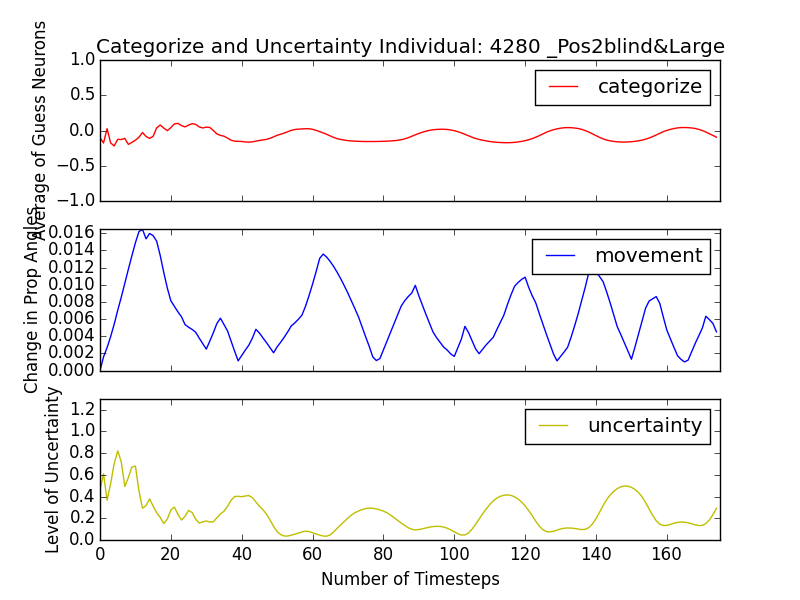 Categorize and Uncertainty Individual: 4280 _Pos2blind&Large
Average of Guess Neurons
1.0
0.5
0.0
−0.5
−1.0
categorize
Change in Prop Angles
0.016
0.014
0.012
0.010
0.008
0.006
0.004
0.002
0.000
movement
Level of Uncertainty
1.2
1.0
0.8
0.6
0.4
0.2
0.0
uncertainty
0 20 40 60 80 100 120 140 160
Number of Timesteps